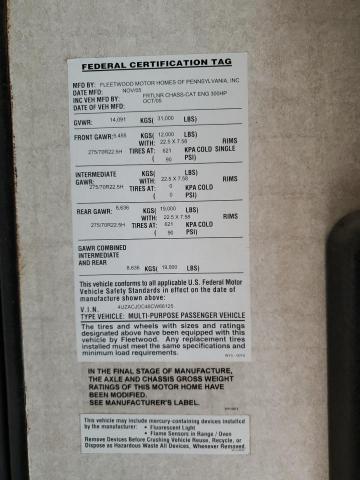 FEDERAL CERTIFICATION TAG
MFD BY: FLEETWOOD MOTOR HOMES OF PENNSYLVANIA, INC
DATE MFD: NOV/05
INC VEH MFD BY: FRTLNR CHASS-CAT ENG 300HP
DATE OF VEH MFD: OCT/05
GVWR: 14,091 KGS( 31,000 LBS)
FRONT GAWR: 5,455 KGS( 12,000 LBS)
WITH: 22.5 X 7.58 RIMS
275/70R22.5H TIRES AT: 621 KPA COLD SINGLE
( 90 PSI)
INTERMEDIATE KGS( LBS)
GAWR: WITH: 22.5 X 7.58 RIMS
275/70R22.5H TIRES AT: 0 KPA COLD
( 0 PSI)
REAR GAWR: 8,636 KGS( 19,000 LBS)
WITH: 22.5 X 7.58 RIMS
275/70R22.5H TIRES AT: 621 KPA COLD
( 90 PSI)
GAWR COMBINED
INTERMEDIATE
AND REAR
8,636 KGS( 19,000 LBS)
This vehicle conforms to all applicable U.S. Federal Motor
Vehicle Safety Standards in effect on the date of
manufacture shown above:
V.I.N.
TYPE VEHICLE: MULTI-PURPOSE PASSENGER VEHICLE
The tires and wheels with sizes and ratings
designated above have been equipped with this
vehicle by Fleetwood. Any replacement tires
installed must meet the same specifications and
minimum load requirements.
IN THE FINAL STAGE OF MANUFACTURE,
THE AXLE AND CHASSIS GROSS WEIGHT
RATINGS OF THIS MOTOR HOME HAVE
BEEN MODIFIED.
SEE MANUFACTURER'S LABEL.
This vehicle may include mercury-containing devices installed
by the manufacturer: • Fluorescent Light
• Flame Sensors in Range / Oven
Remove Devices Before Crushing Vehicle Reuse, Recycle, or
Dispose as Hazardous Waste All Devices, Whenever Removed.